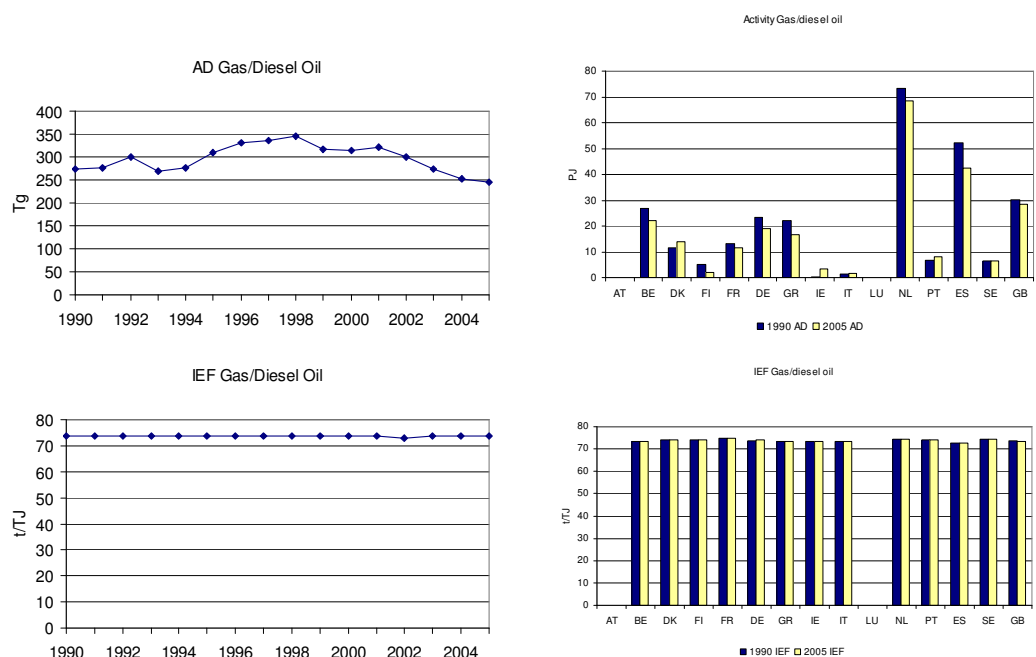 AD Gas/Diesel Oil
400
350
300
250
200
150
100
50
0
Tg
1990 1992 1994 1996 1998 2000 2002 2004
Activity Gas/diesel oil
80
70
60
50
40
30
20
10
0
PJ
AT BE DK FI FR DE GR IE IT LU NL PT ES SE GB
1990 AD 2005 AD
IEF Gas/Diesel Oil
80
70
60
50
40
30
20
10
0
t/TJ
1990 1992 1994 1996 1998 2000 2002 2004
IEF Gas/diesel oil
80
70
60
50
40
30
20
10
0
t/TJ
AT BE DK FI FR DE GR IE IT LU NL PT ES SE GB
1990 IEF 2005 IEF